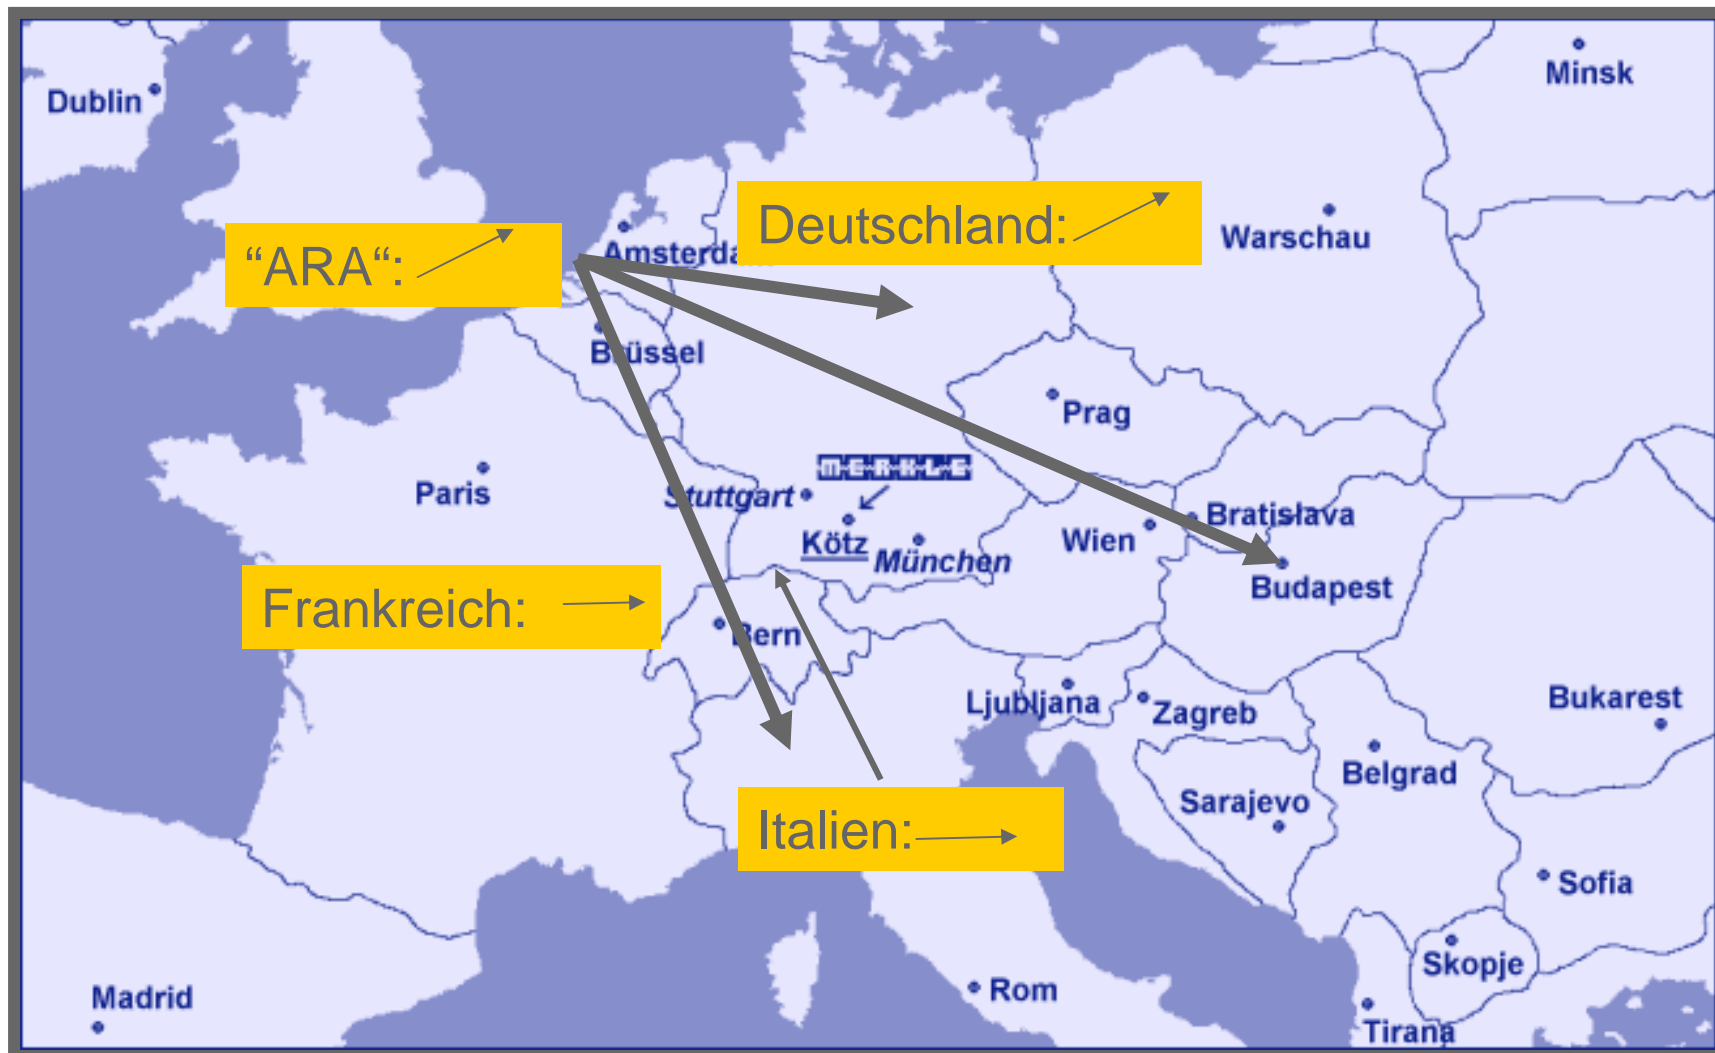 Minsk
Dublin
Deutschland:
"ARA“:
Amsterda
Warschau
Brüssel
Prag
M-E-R-K-L-E
Paris
Stuttgart
Kötz
München
Wien
Bratislava
Budapest
Frankreich:
Bern
Ljubljana
Zagreb
Bukarest
Belgrad
Sarajevo
Italien:
Sofia
Skopje
Madrid
Rom
Tirana